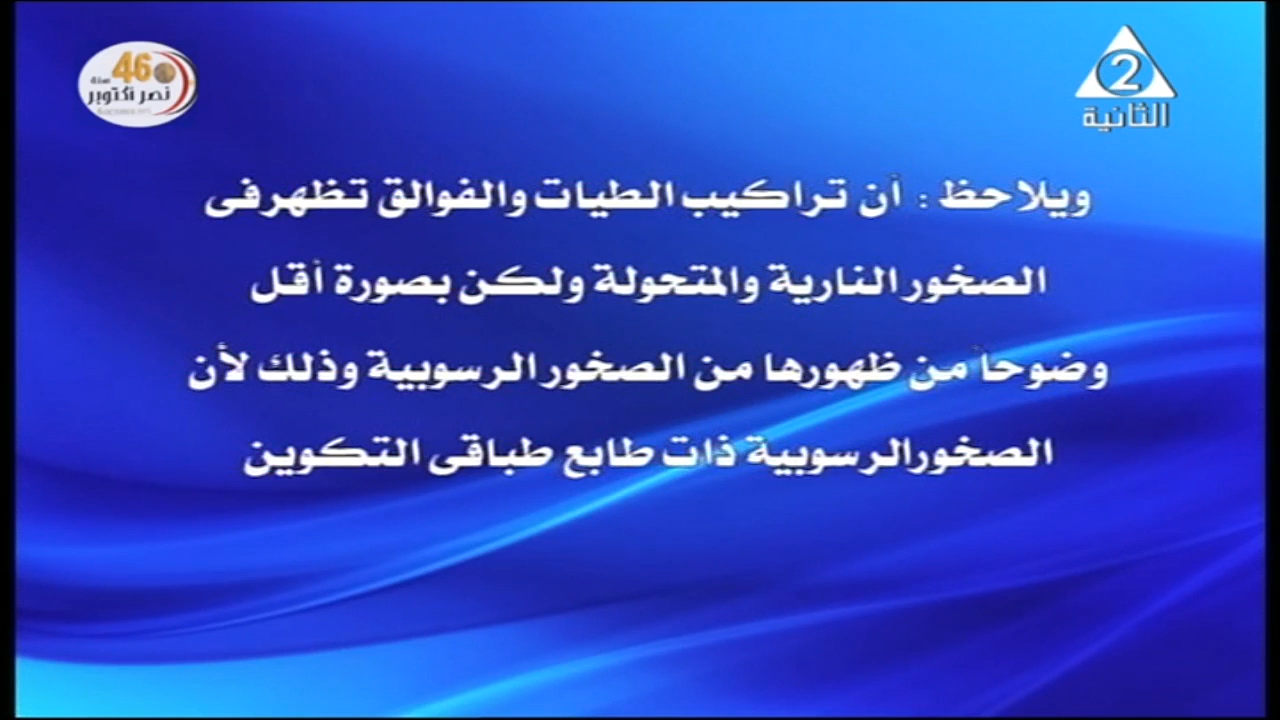 46
سنة
نصر أكتوبر
2
الثانية
ويلاحظ : أن تراكيب الطيات والفوالق تظهرفى
الصخور النارية والمتحولة ولكن بصورة أقل
وضوحاً من ظهورها من الصخور الرسوبية وذلك لأن
الصخورالرسوبية ذات طابع طباقى التكوين